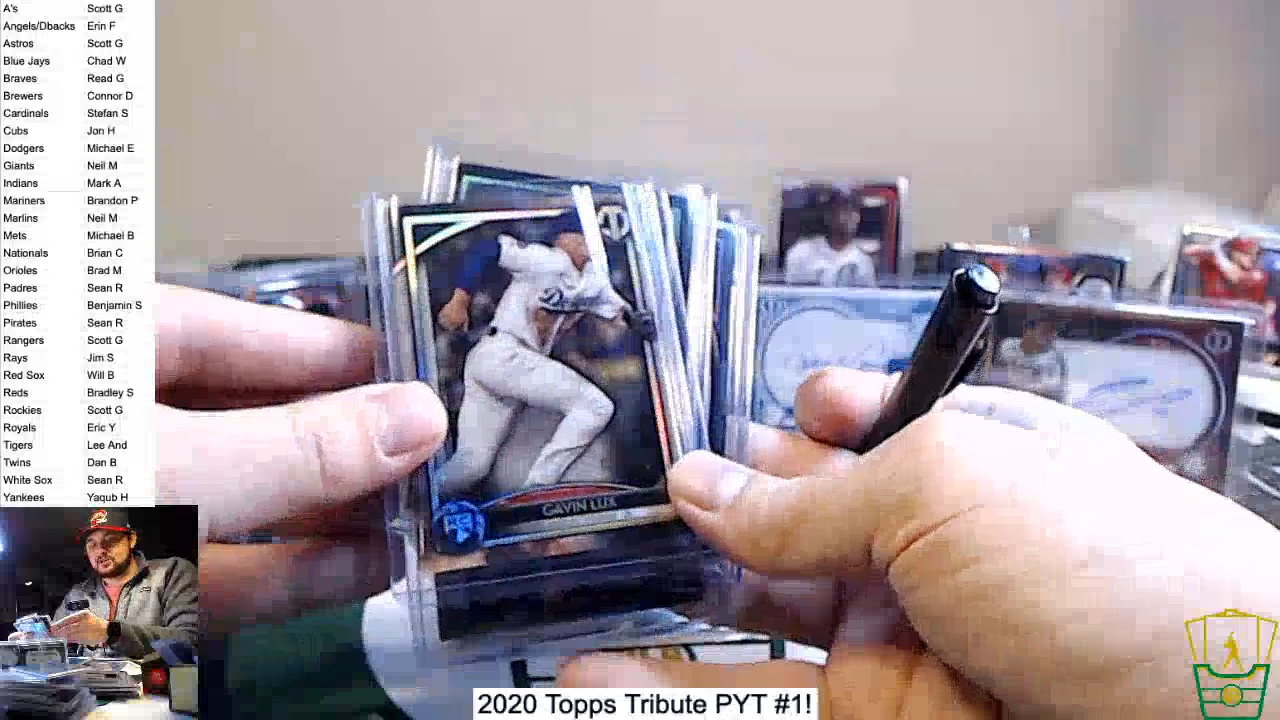 A's Scott G
Angels/Dbacks Erin F
Astros Scott G
Blue Jays Chad W
Braves Read G
Brewers Connor D
Cardinals Stefan S
Cubs Jon H
Dodgers Michael E
Giants Neil M
Indians Mark A
Mariners Brandon P
Marlins Neil M
Mets Michael B
Nationals Brian C
Orioles Brad M
Padres Sean R
Phillies Benjamin S
Pirates Sean R
Rangers Scott G
Rays Jim S
Red Sox Will B
Reds Bradley S
Rockies Scott G
Royals Eric Y
Tigers Lee And
Twins Dan B
White Sox Sean R
Yankees Yaqub H
GAVIN LUX
2020 Topps Tribute PYT #1!